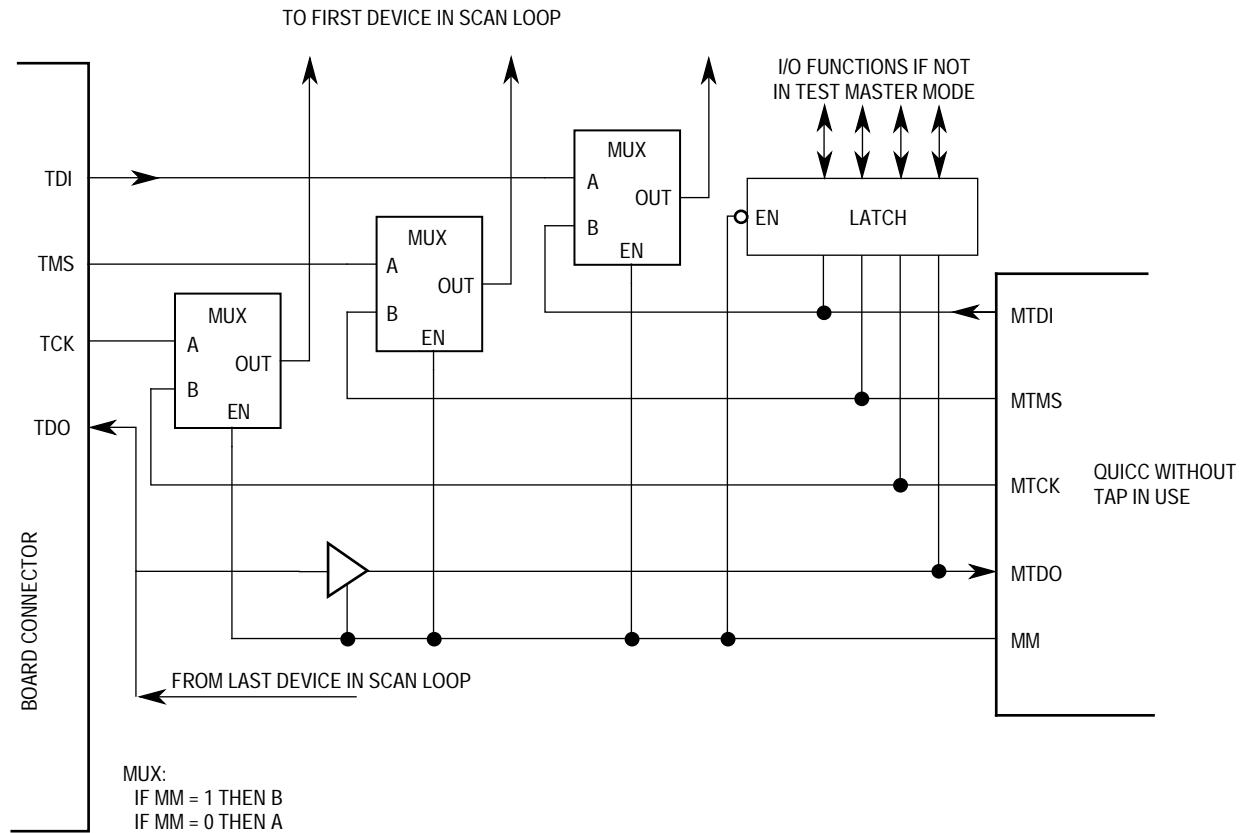 TO FIRST DEVICE IN SCAN LOOP
I/O FUNCTIONS IF NOT
IN TEST MASTER MODE
MUX
TDI
A
OUT
B
EN
EN
LATCH
MUX
TMS
A
OUT
B
EN
MUX
TCK
A
OUT
B
EN
TDO
MTDI
MTMS
MTCK
QUICC WITHOUT
TAP IN USE
MTDO
MM
BOARD CONNECTOR
FROM LAST DEVICE IN SCAN LOOP
MUX:
IF MM = 1 THEN B
IF MM = 0 THEN A